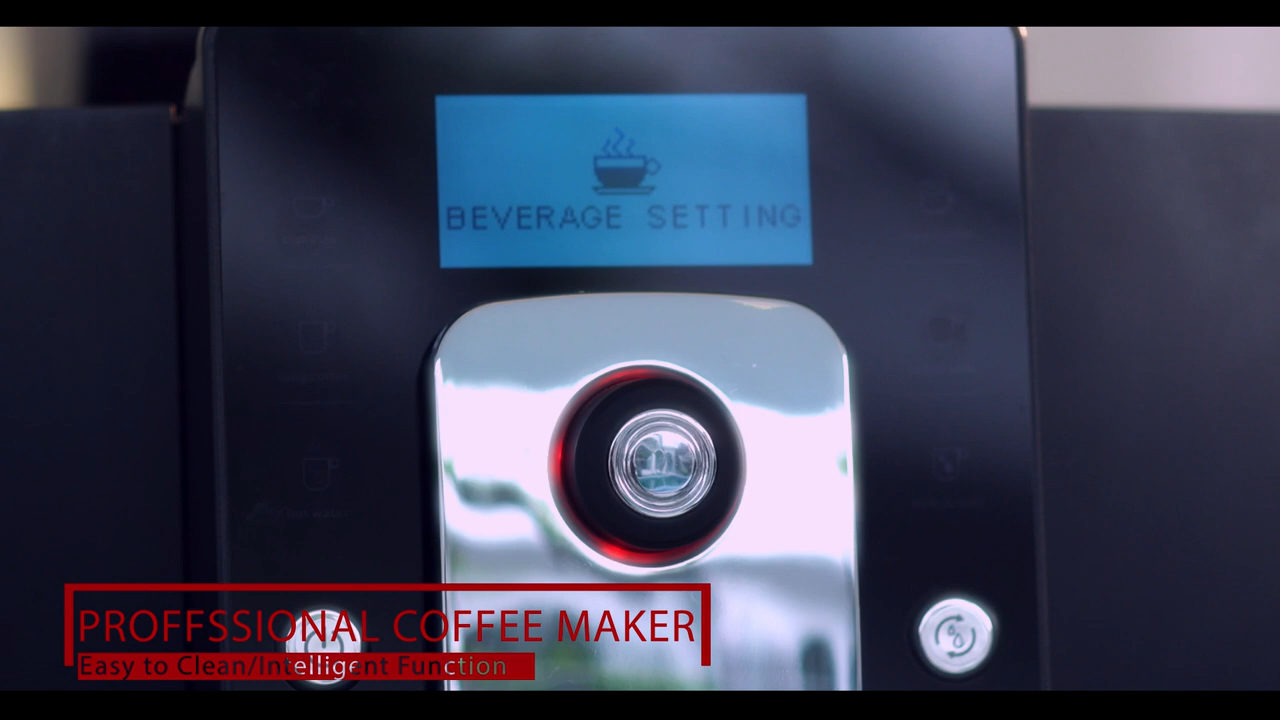 BEVERAGE SETTING
PROFFSSIONAL COFFEE MAKER
Easy to Clean/Intelligent Function